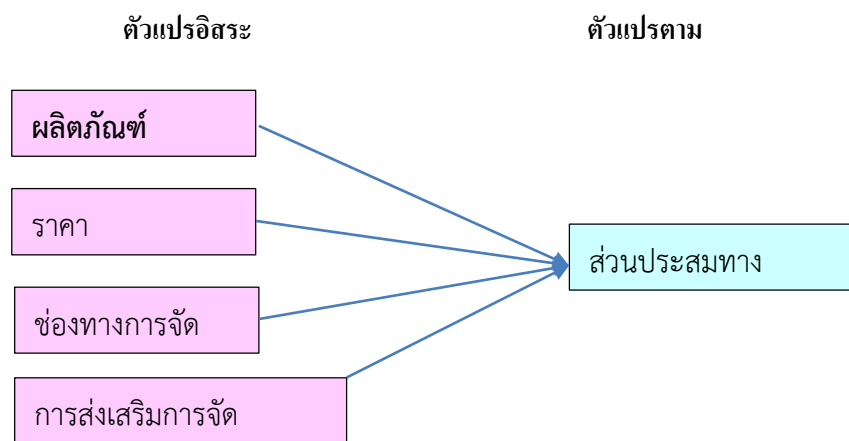 ตัวแปรอิสระ
ตัวแปรตาม
ผลิตภัณฑ์
ราคา
ส่วนประสมทาง
ช่องทางการจัด
การส่งเสริมการจัด